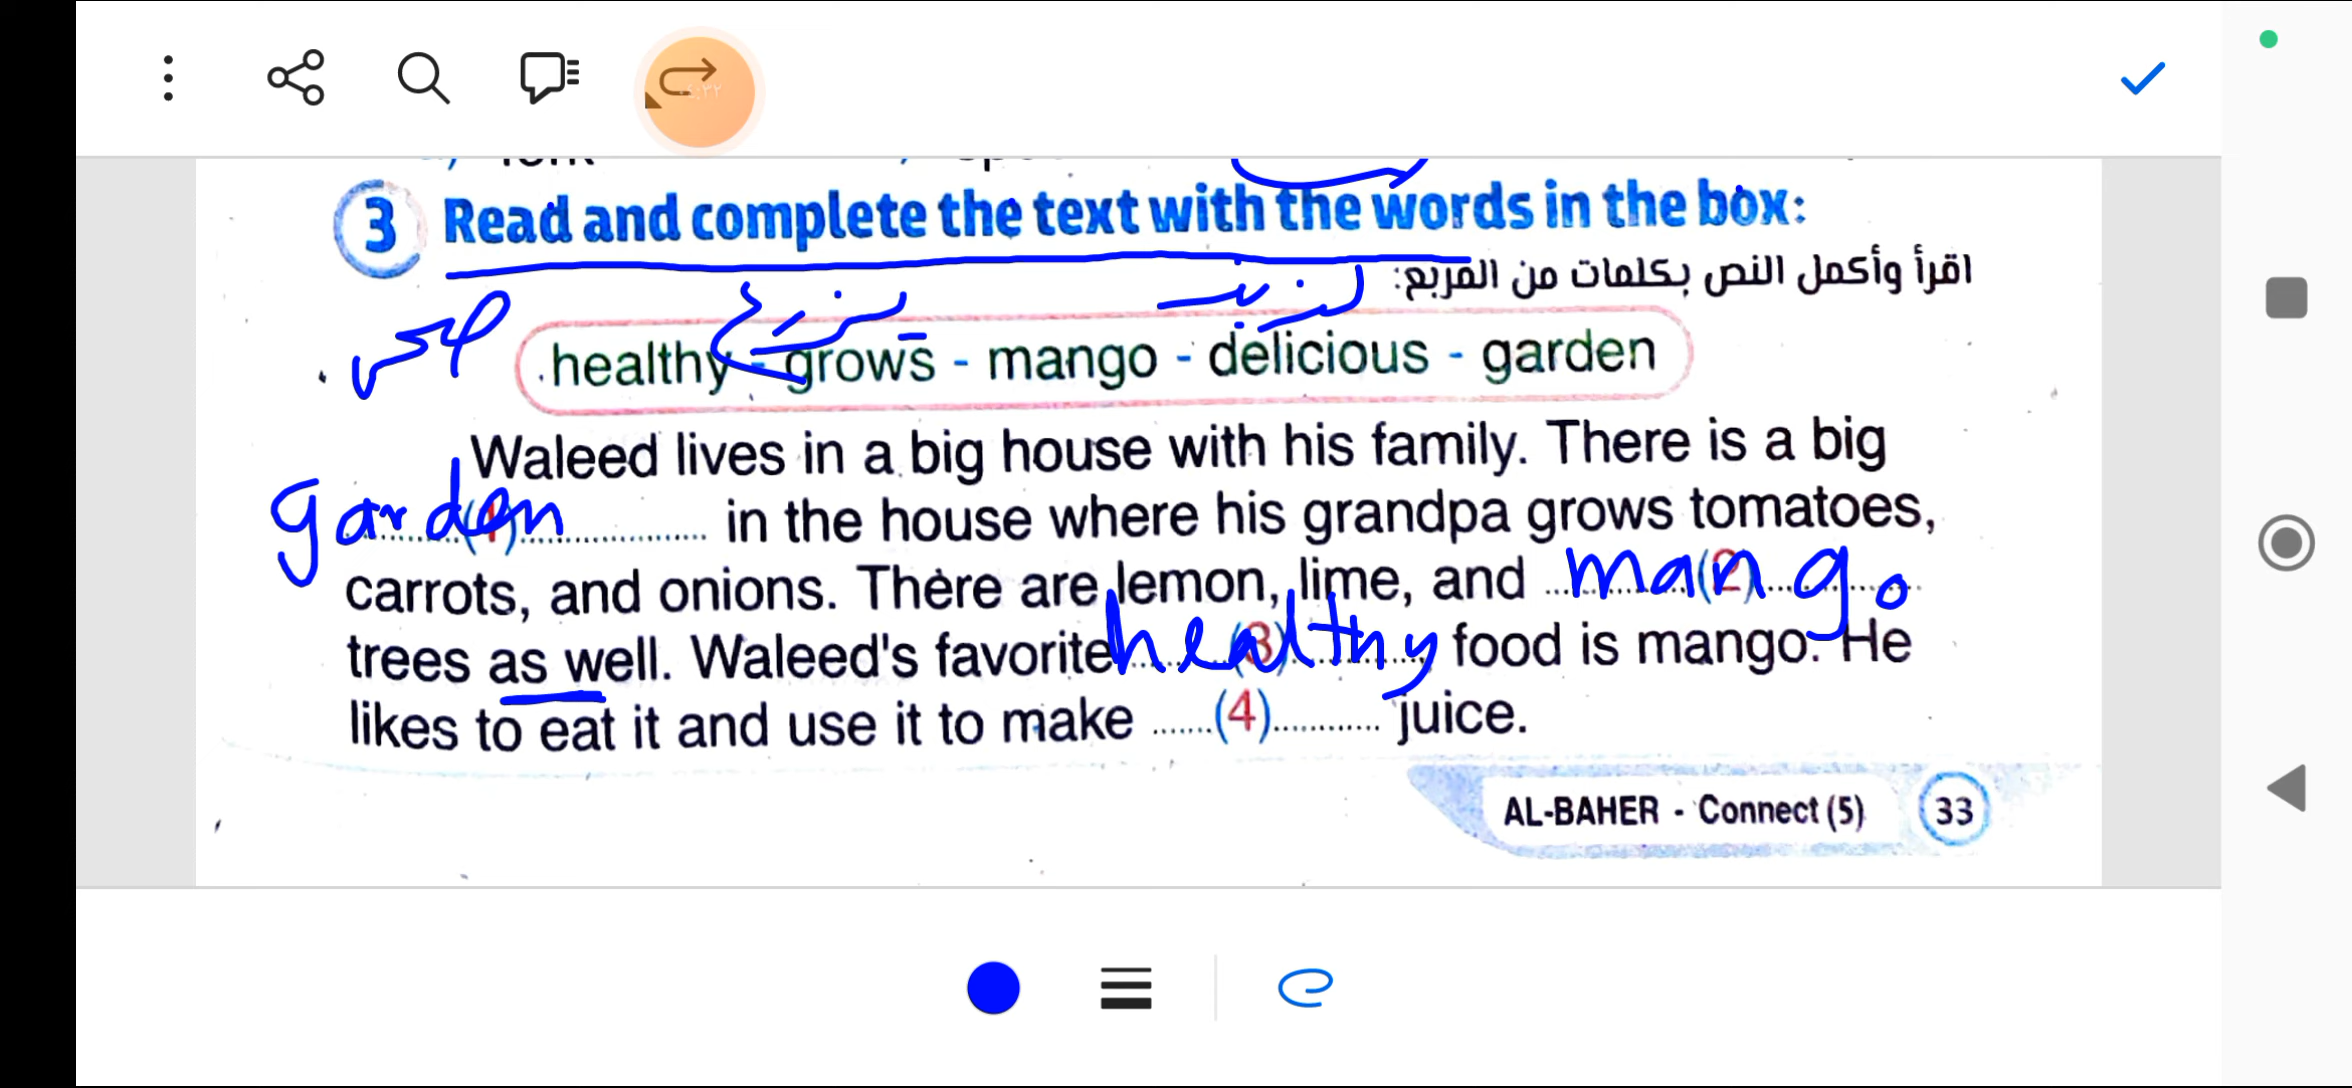 3 Read and complete the text with the words in the box:
اقرأ وأكمل النص بكلمات من المربع:
لذيذ
صحي
healthy - grows - mango - delicious - garden
Waleed lives in a big house with his family. There is a big
garden (1) in the house where his grandpa grows tomatoes,
carrots, and onions. There are lemon, lime, and mango (2)
trees as well. Waleed's favorite healthy (3) food is mango. He
likes to eat it and use it to make ......(4)............ juice.
AL-BAHER - Connect (5) 33